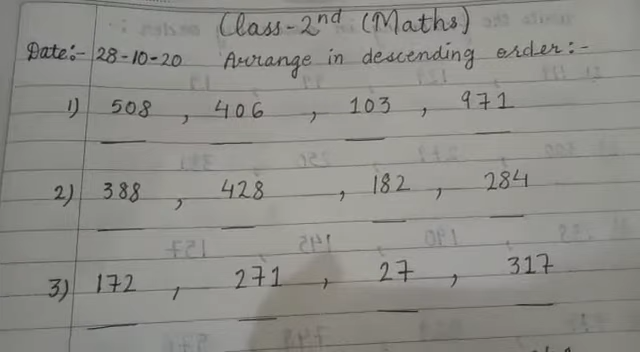 Class-2nd (Maths)
Date:- 28-10-20 Arrange in descending order:-
1) 508, 406, 103, 971
2) 388, 428, 182, 284
3) 172, 271, 27, 317